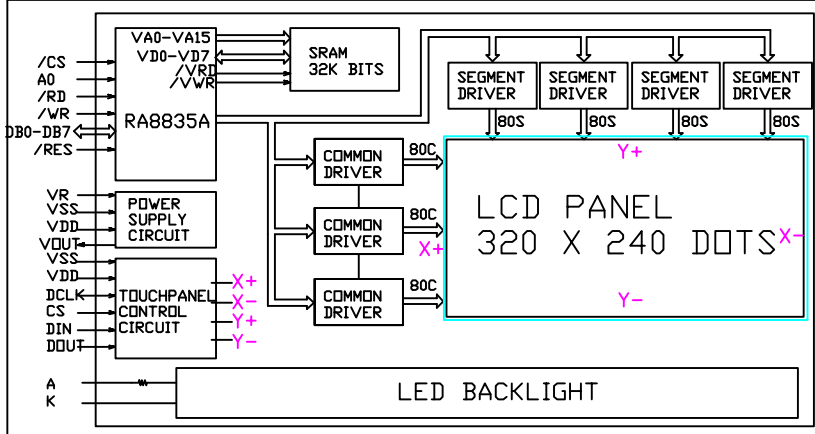 /CS
A0
/RD
/WR
DB0-DB7
/RES
VA0-VA15
VD0-VD7
/VRD
/VWR
RA8835A
SRAM
32K BITS
SEGMENT
DRIVER
SEGMENT
DRIVER
SEGMENT
DRIVER
SEGMENT
DRIVER
80S
80S
80S
80S
COMMON
DRIVER
80C
COMMON
DRIVER
80C
COMMON
DRIVER
80C
Y+
LCD PANEL
320 X 240 DOTS
X+
X-
Y-
VR
VSS
VDD
VOUT
POWER
SUPPLY
CIRCUIT
VSS
VDD
DCLK
CS
DIN
DOUT
TOUCHPANEL
CONTROL
CIRCUIT
X+
X-
Y+
Y-
A
K
LED BACKLIGHT